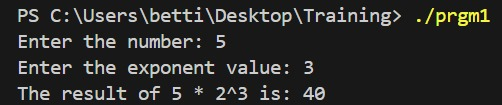 PS C:\Users\betti\Desktop\Training> ./prgm1
Enter the number: 5
Enter the exponent value: 3
The result of 5 * 2^3 is: 40